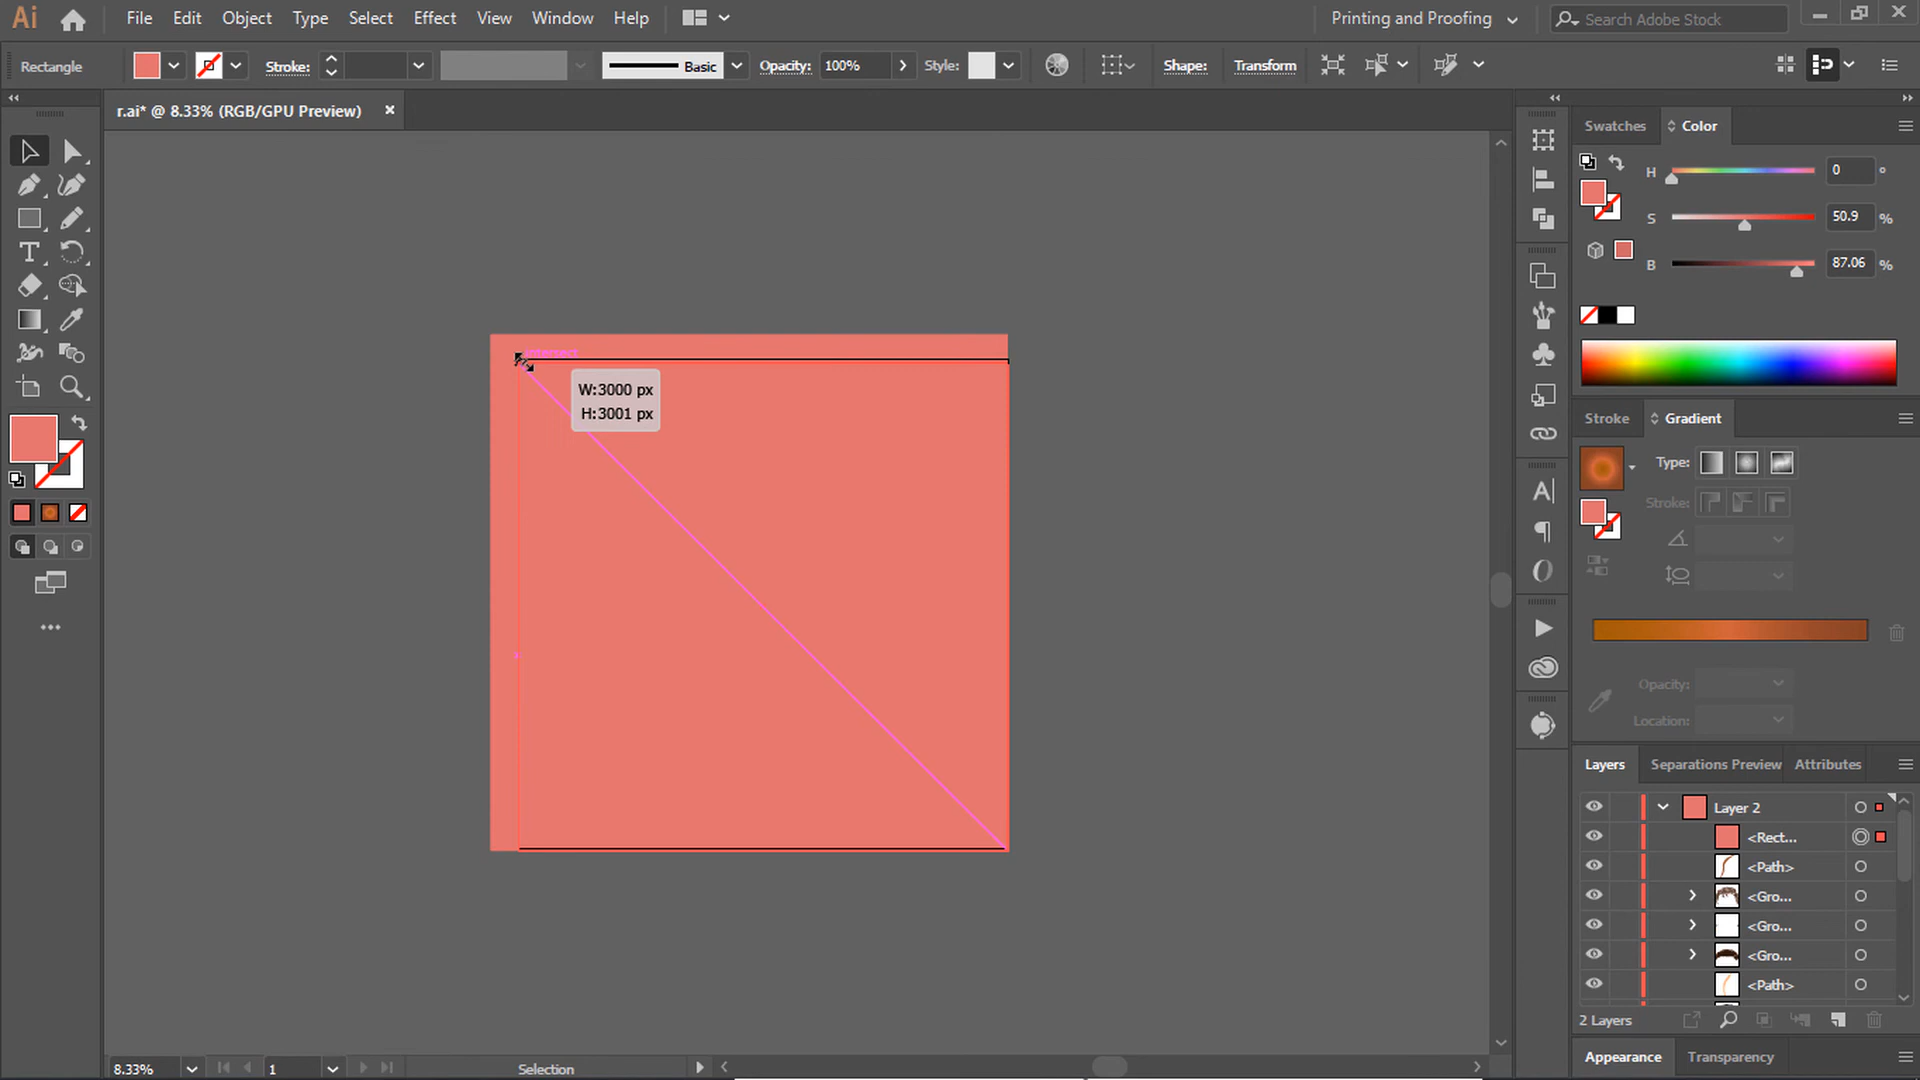 Ai File Edit Object Type Select Effect View Window Help Printing and Proofing Search Adobe Stock
Rectangle Stroke: Basic Opacity: 100% Style: Shape: Transform
r.ai* @ 8.33% (RGB/GPU Preview)
Swatches Color
H 0 °
S 50.9 %
B 87.06 %
intersect
W:3000 px
H:3001 px
Stroke Gradient
Type:
Stroke:
Opacity:
Location:
Layers Separations Preview Attributes
Layer 2
<Rect...
<Path>
<Gro...
<Gro...
<Gro...
<Path>
2 Layers
Appearance Transparency
8.33% 1 Selection